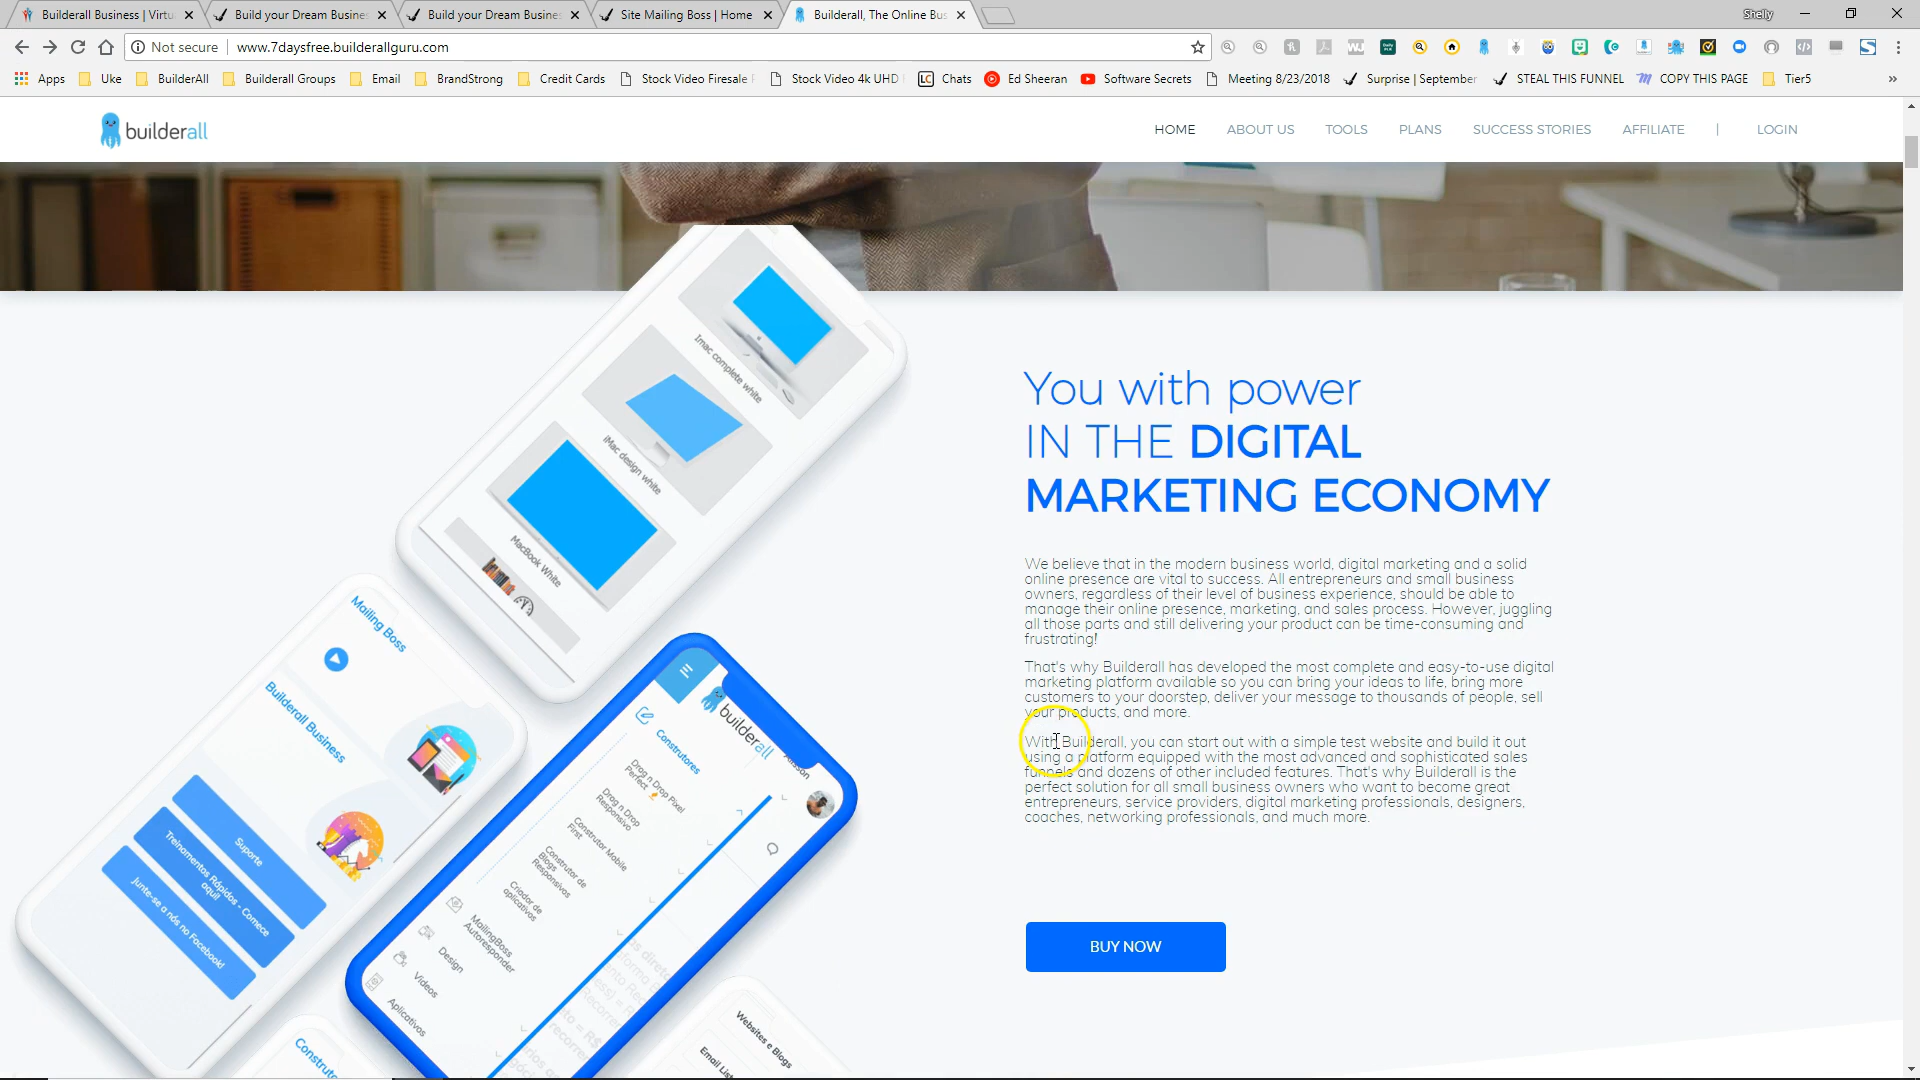 Builderall Business | Virtu
Build your Dream Busines
Build your Dream Busines
Site Mailing Boss | Home
Builderall, The Online Bus
Shelly
Not secure
www.7daysfree.builderallguru.com
Apps
Uke
BuilderAll
Builderall Groups
Email
BrandStrong
Credit Cards
Stock Video Firesale
Stock Video 4k UHD
LC
Chats
Ed Sheeran
Software Secrets
Meeting 8/23/2018
Surprise | September
STEAL THIS FUNNEL
COPY THIS PAGE
Tier5
»
builderall
HOME
ABOUT US
TOOLS
PLANS
SUCCESS STORIES
AFFILIATE
|
LOGIN
Imac complete white
iMac design white
MacBook White
You with power
IN THE DIGITAL
MARKETING ECONOMY
We believe that in the modern business world, digital marketing and a solid
online presence are vital to success. All entrepreneurs and small business
owners, regardless of their level of business experience, should be able to
manage their online presence, marketing, and sales process. However, juggling
all those parts and still delivering your product can be time-consuming and
frustrating!
That's why Builderall has developed the most complete and easy-to-use digital
marketing platform available so you can bring your ideas to life, bring more
customers to your doorstep, deliver your message to thousands of people, sell
your products, and more.
With Builderall, you can start out with a simple test website and build it out
using a platform equipped with the most advanced and sophisticated sales
funnels and dozens of other included features. That's why Builderall is the
perfect solution for all small business owners who want to become great
entrepreneurs, service providers, digital marketing professionals, designers,
coaches, networking professionals, and much more.
BUY NOW
Mailing Boss
Builderall Business
Suporte
Treinamentos Rápidos - Comece
aqui!
Junte-se a nós no Facebook!
builderall
Alisson
Construtores
Drag n Drop Pixel
Perfect
Drag n Drop
Responsivo
Construtor Mobile
First
Construtor de
Blogs
Responsivos
Criador de
aplicativos
MailingBoss
Autoresponder
Design
Videos
Aplicativos
Websites e Blogs
Email List
Construto